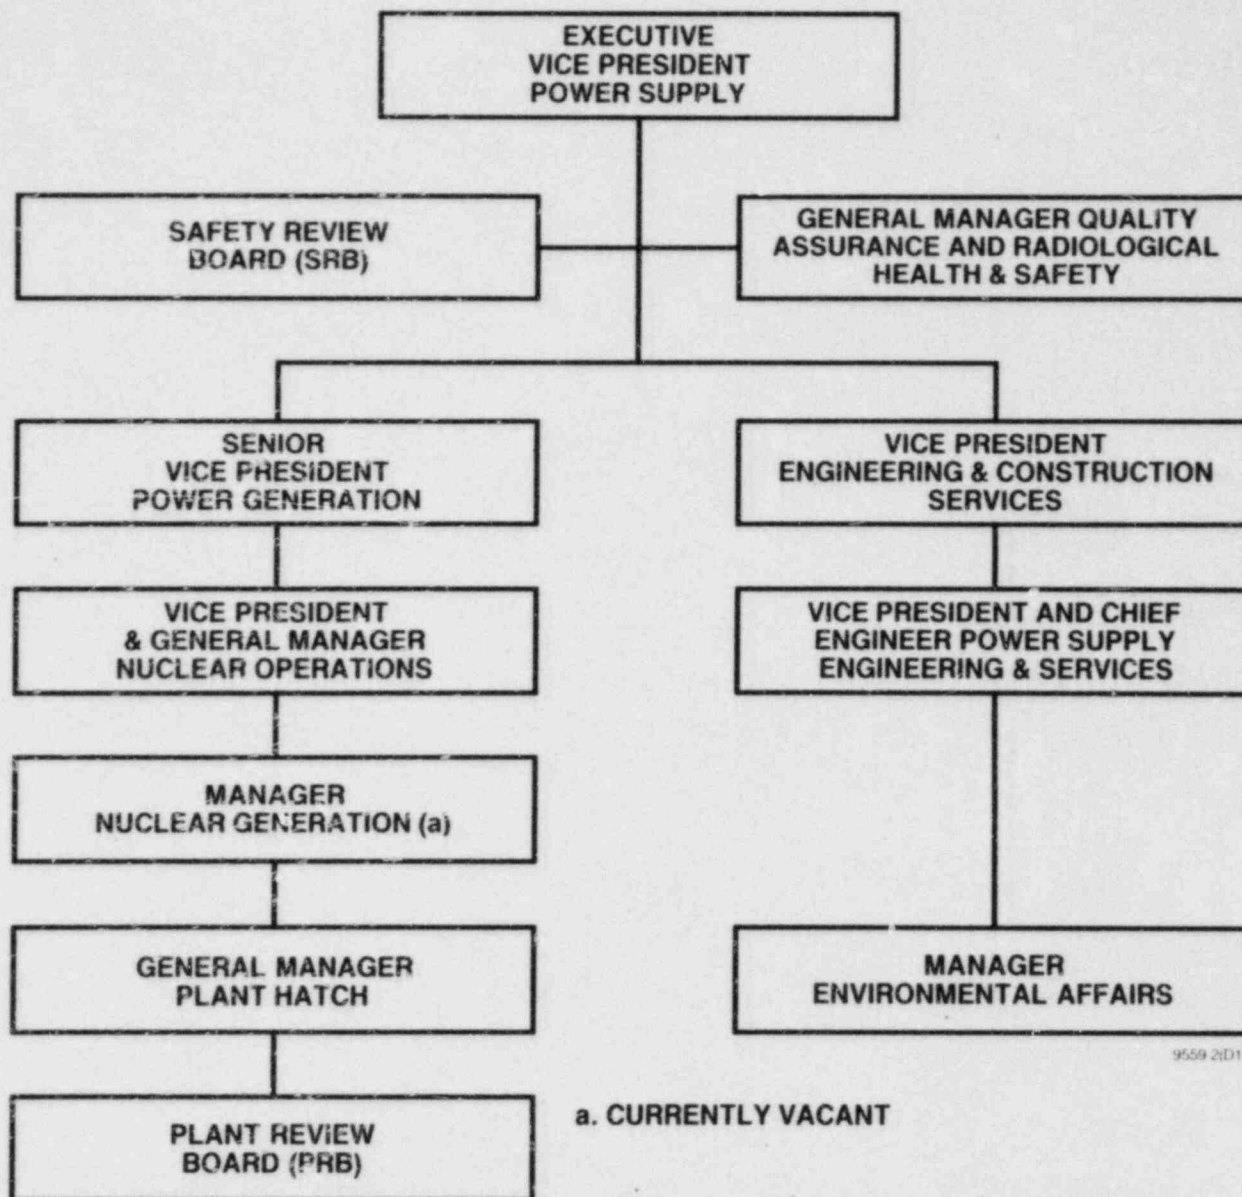 EXECUTIVE
VICE PRESIDENT
POWER SUPPLY
SAFETY REVIEW
BOARD (SRB)
GENERAL MANAGER QUALITY
ASSURANCE AND RADIOLOGICAL
HEALTH & SAFETY
SENIOR
VICE PRESIDENT
POWER GENERATION
VICE PRESIDENT
ENGINEERING & CONSTRUCTION
SERVICES
VICE PRESIDENT
& GENERAL MANAGER
NUCLEAR OPERATIONS
VICE PRESIDENT AND CHIEF
ENGINEER POWER SUPPLY
ENGINEERING & SERVICES
MANAGER
NUCLEAR GENERATION (a)
GENERAL MANAGER
PLANT HATCH
MANAGER
ENVIRONMENTAL AFFAIRS
9559 2(D1
PLANT REVIEW
BOARD (PRB)
a. CURRENTLY VACANT